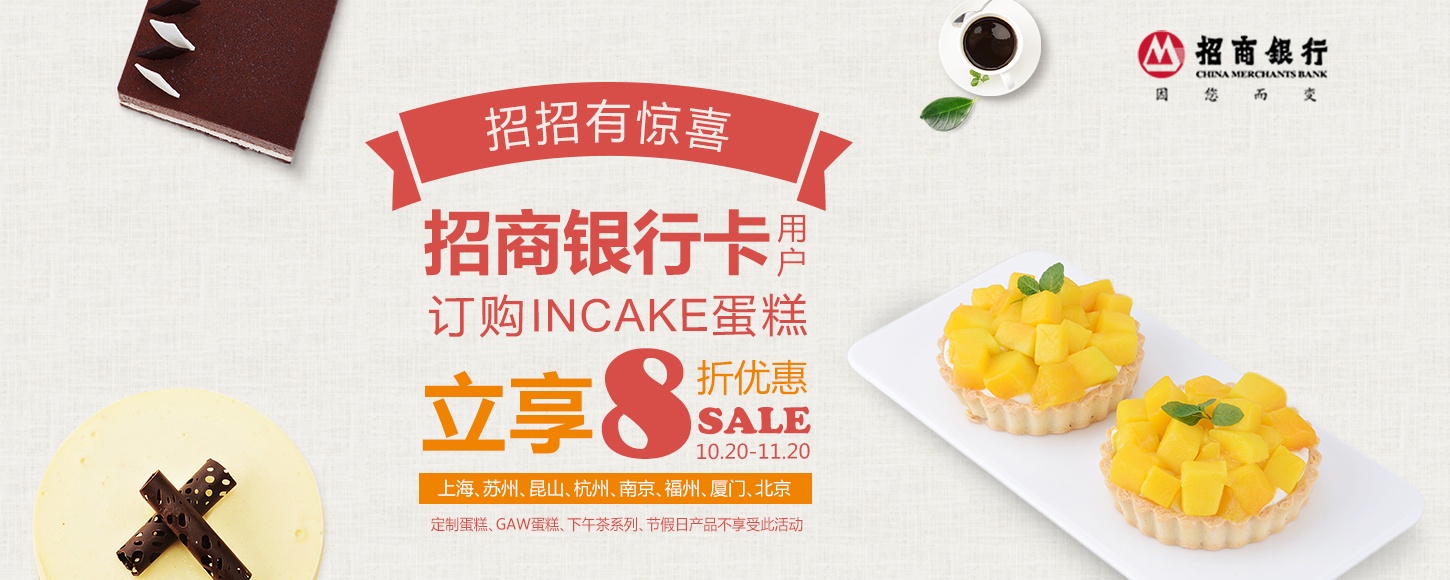 招商银行
CHINA MERCHANTS BANK
因您而变
招招有惊喜
招商银行卡用户
订购INCAKE蛋糕
立享8折优惠
SALE
10.20-11.20
上海、苏州、昆山、杭州、南京、福州、厦门、北京
定制蛋糕、GAW蛋糕、下午茶系列、节假日产品不享受此活动